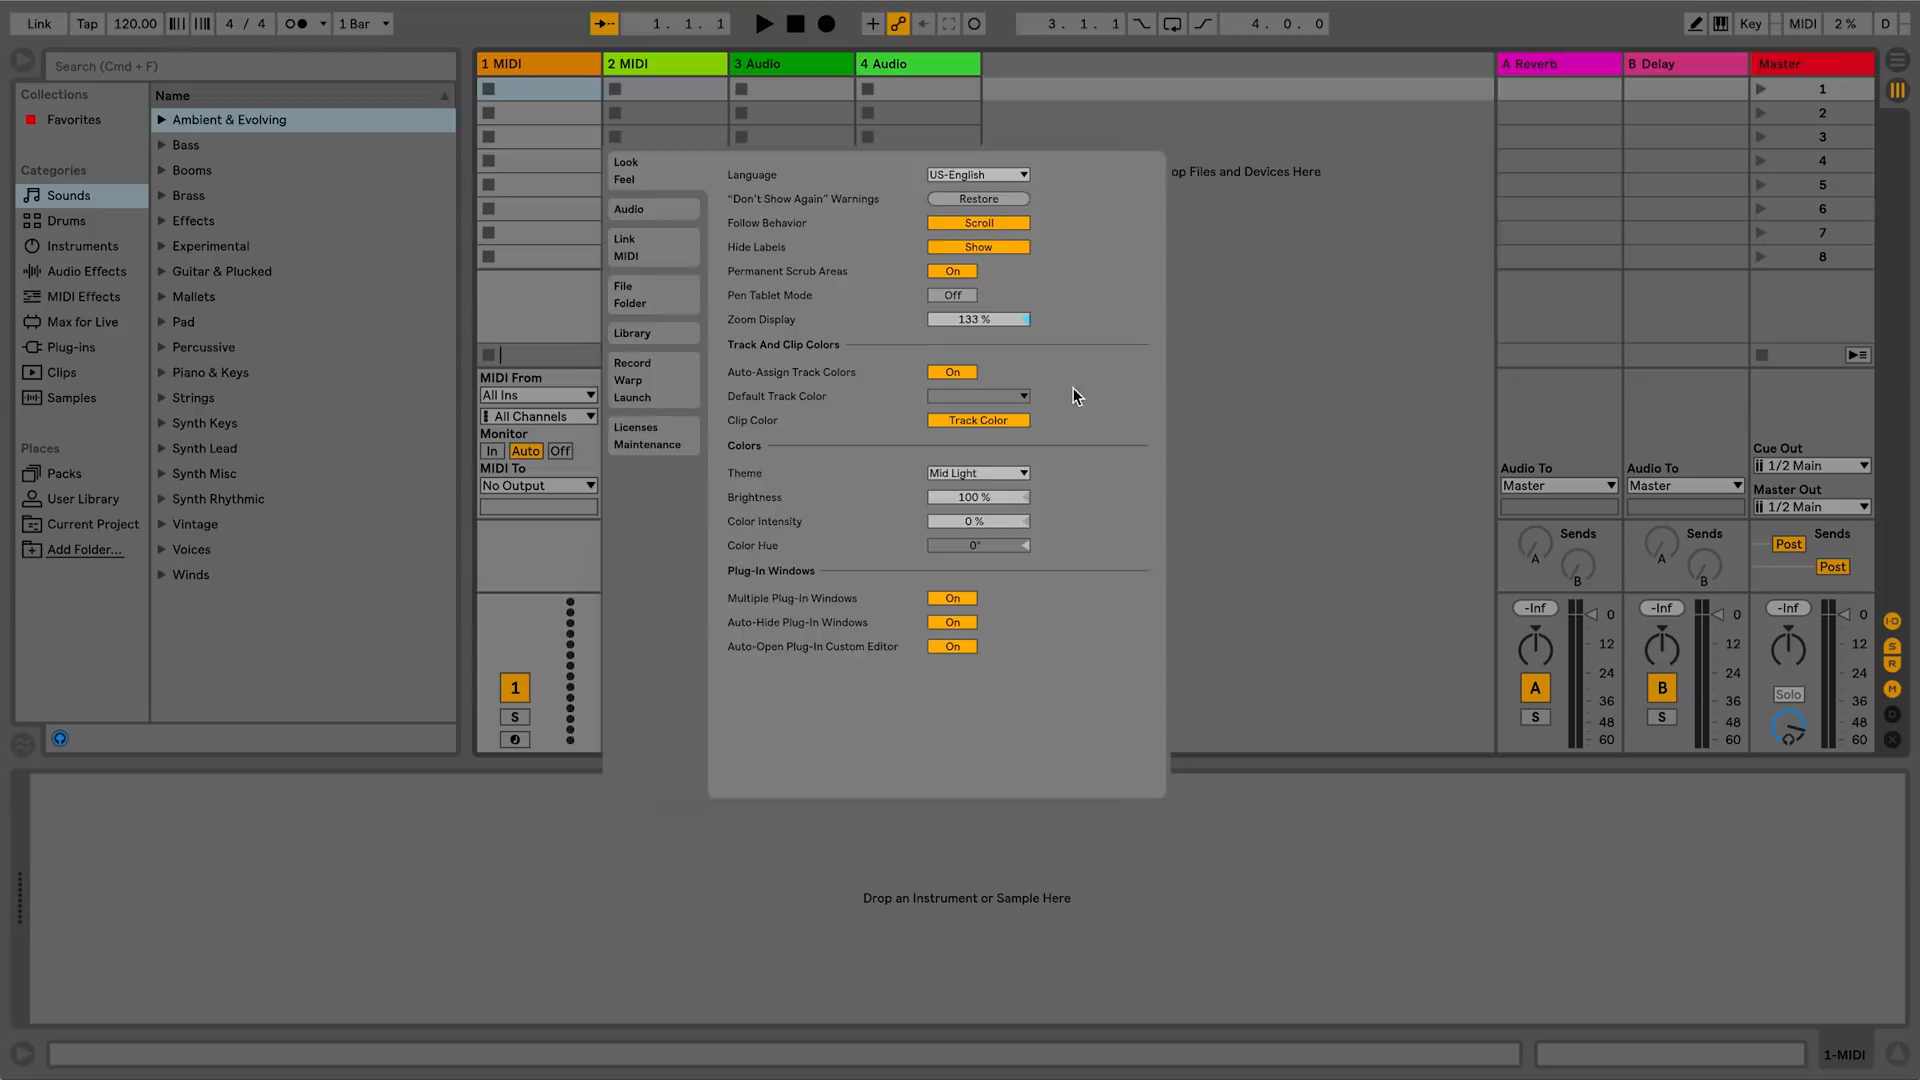 Link Tap 120.00 4 / 4 1 Bar 1. 1. 1 3. 1. 1 4. 0. 0 Key MIDI 2 % D
Search (Cmd + F)
Collections
Favorites
Categories
Sounds
Drums
Instruments
Audio Effects
MIDI Effects
Max for Live
Plug-ins
Clips
Samples
Places
Packs
User Library
Current Project
Add Folder...
Name
Ambient & Evolving
Bass
Booms
Brass
Effects
Experimental
Guitar & Plucked
Mallets
Pad
Percussive
Piano & Keys
Strings
Synth Keys
Synth Lead
Synth Misc
Synth Rhythmic
Vintage
Voices
Winds
1 MIDI 2 MIDI 3 Audio 4 Audio
MIDI From
All Ins
All Channels
Monitor
In Auto Off
MIDI To
No Output
1
S
Look
Feel
Audio
Link
MIDI
File
Folder
Library
Record
Warp
Launch
Licenses
Maintenance
Language US-English
“Don't Show Again” Warnings Restore
Follow Behavior Scroll
Hide Labels Show
Permanent Scrub Areas On
Pen Tablet Mode Off
Zoom Display 133 %
Track And Clip Colors
Auto-Assign Track Colors On
Default Track Color
Clip Color Track Color
Colors
Theme Mid Light
Brightness 100 %
Color Intensity 0 %
Color Hue 0°
Plug-In Windows
Multiple Plug-In Windows On
Auto-Hide Plug-In Windows On
Auto-Open Plug-In Custom Editor On
op Files and Devices Here
A Reverb B Delay Master
1
2
3
4
5
6
7
8
Audio To
Master
Sends
A
B
-Inf 0
12
24
36
48
60
A
S
Audio To
Master
Sends
A
B
-Inf 0
12
24
36
48
60
B
S
Cue Out
1/2 Main
Master Out
1/2 Main
Sends
Post
Post
-Inf 0
12
24
36
48
60
Solo
I·O
S
R
M
D
X
Drop an Instrument or Sample Here
1-MIDI